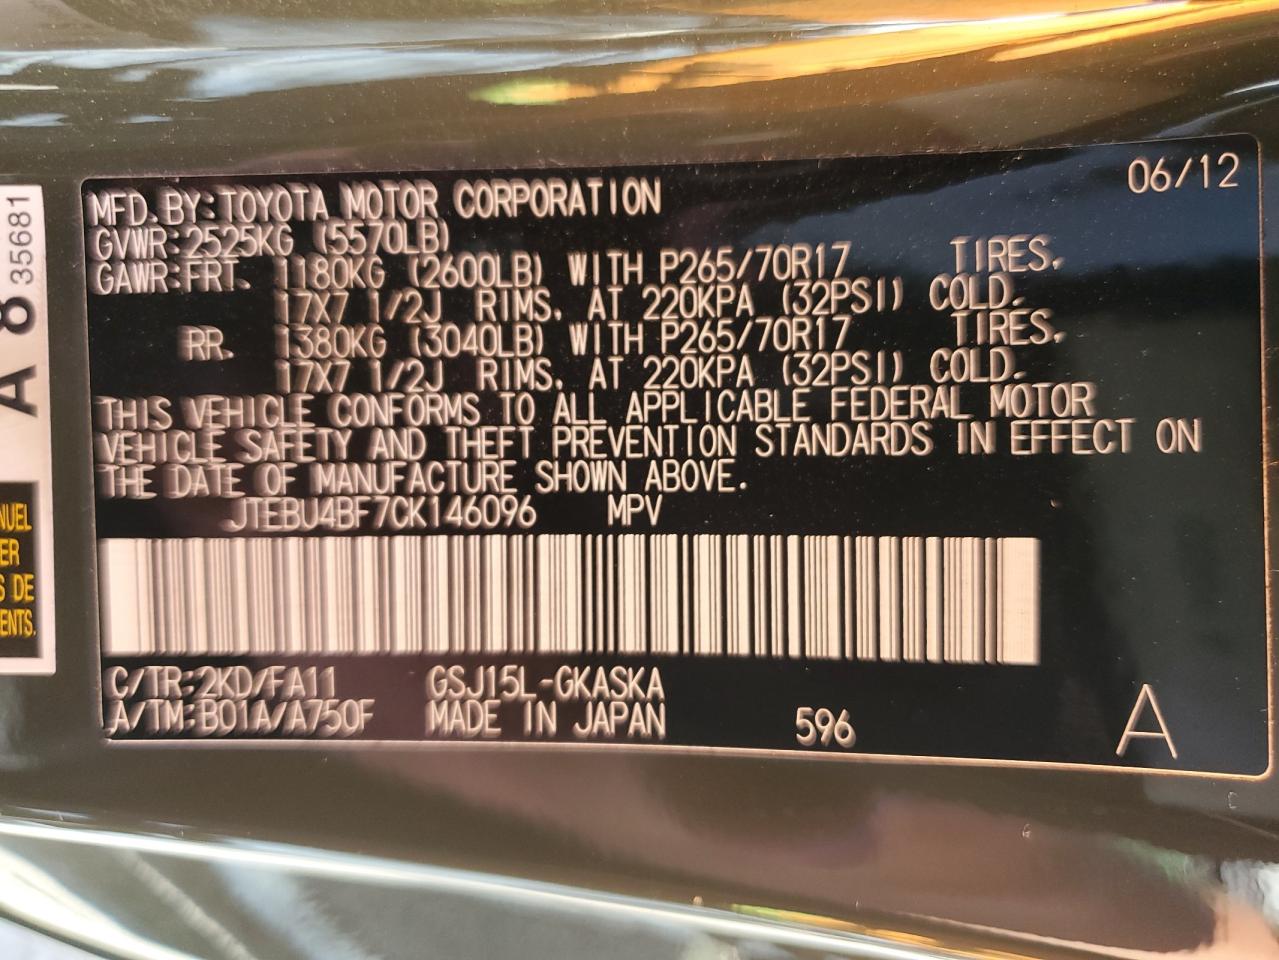 06/12
MFD.BY:TOYOTA MOTOR CORPORATION
GVWR:2525KG (5570LB)
GAWR:FRT. 1180KG (2600LB) WITH P265/70R17 TIRES,
17X7 1/2J RIMS, AT 220KPA (32PSI) COLD.
RR. 1380KG (3040LB) WITH P265/70R17 TIRES,
17X7 1/2J RIMS, AT 220KPA (32PSI) COLD.
THIS VEHICLE CONFORMS TO ALL APPLICABLE FEDERAL MOTOR
VEHICLE SAFETY AND THEFT PREVENTION STANDARDS IN EFFECT ON
THE DATE OF MANUFACTURE SHOWN ABOVE.
JTEBU4BF7CK146096 MPV
C/TR:2KD/FA11 GSJ15L-GKASKA
A/TM:B01A/A750F MADE IN JAPAN 596 A
A 8 35681
NUEL
ER
S DE
ENTS.